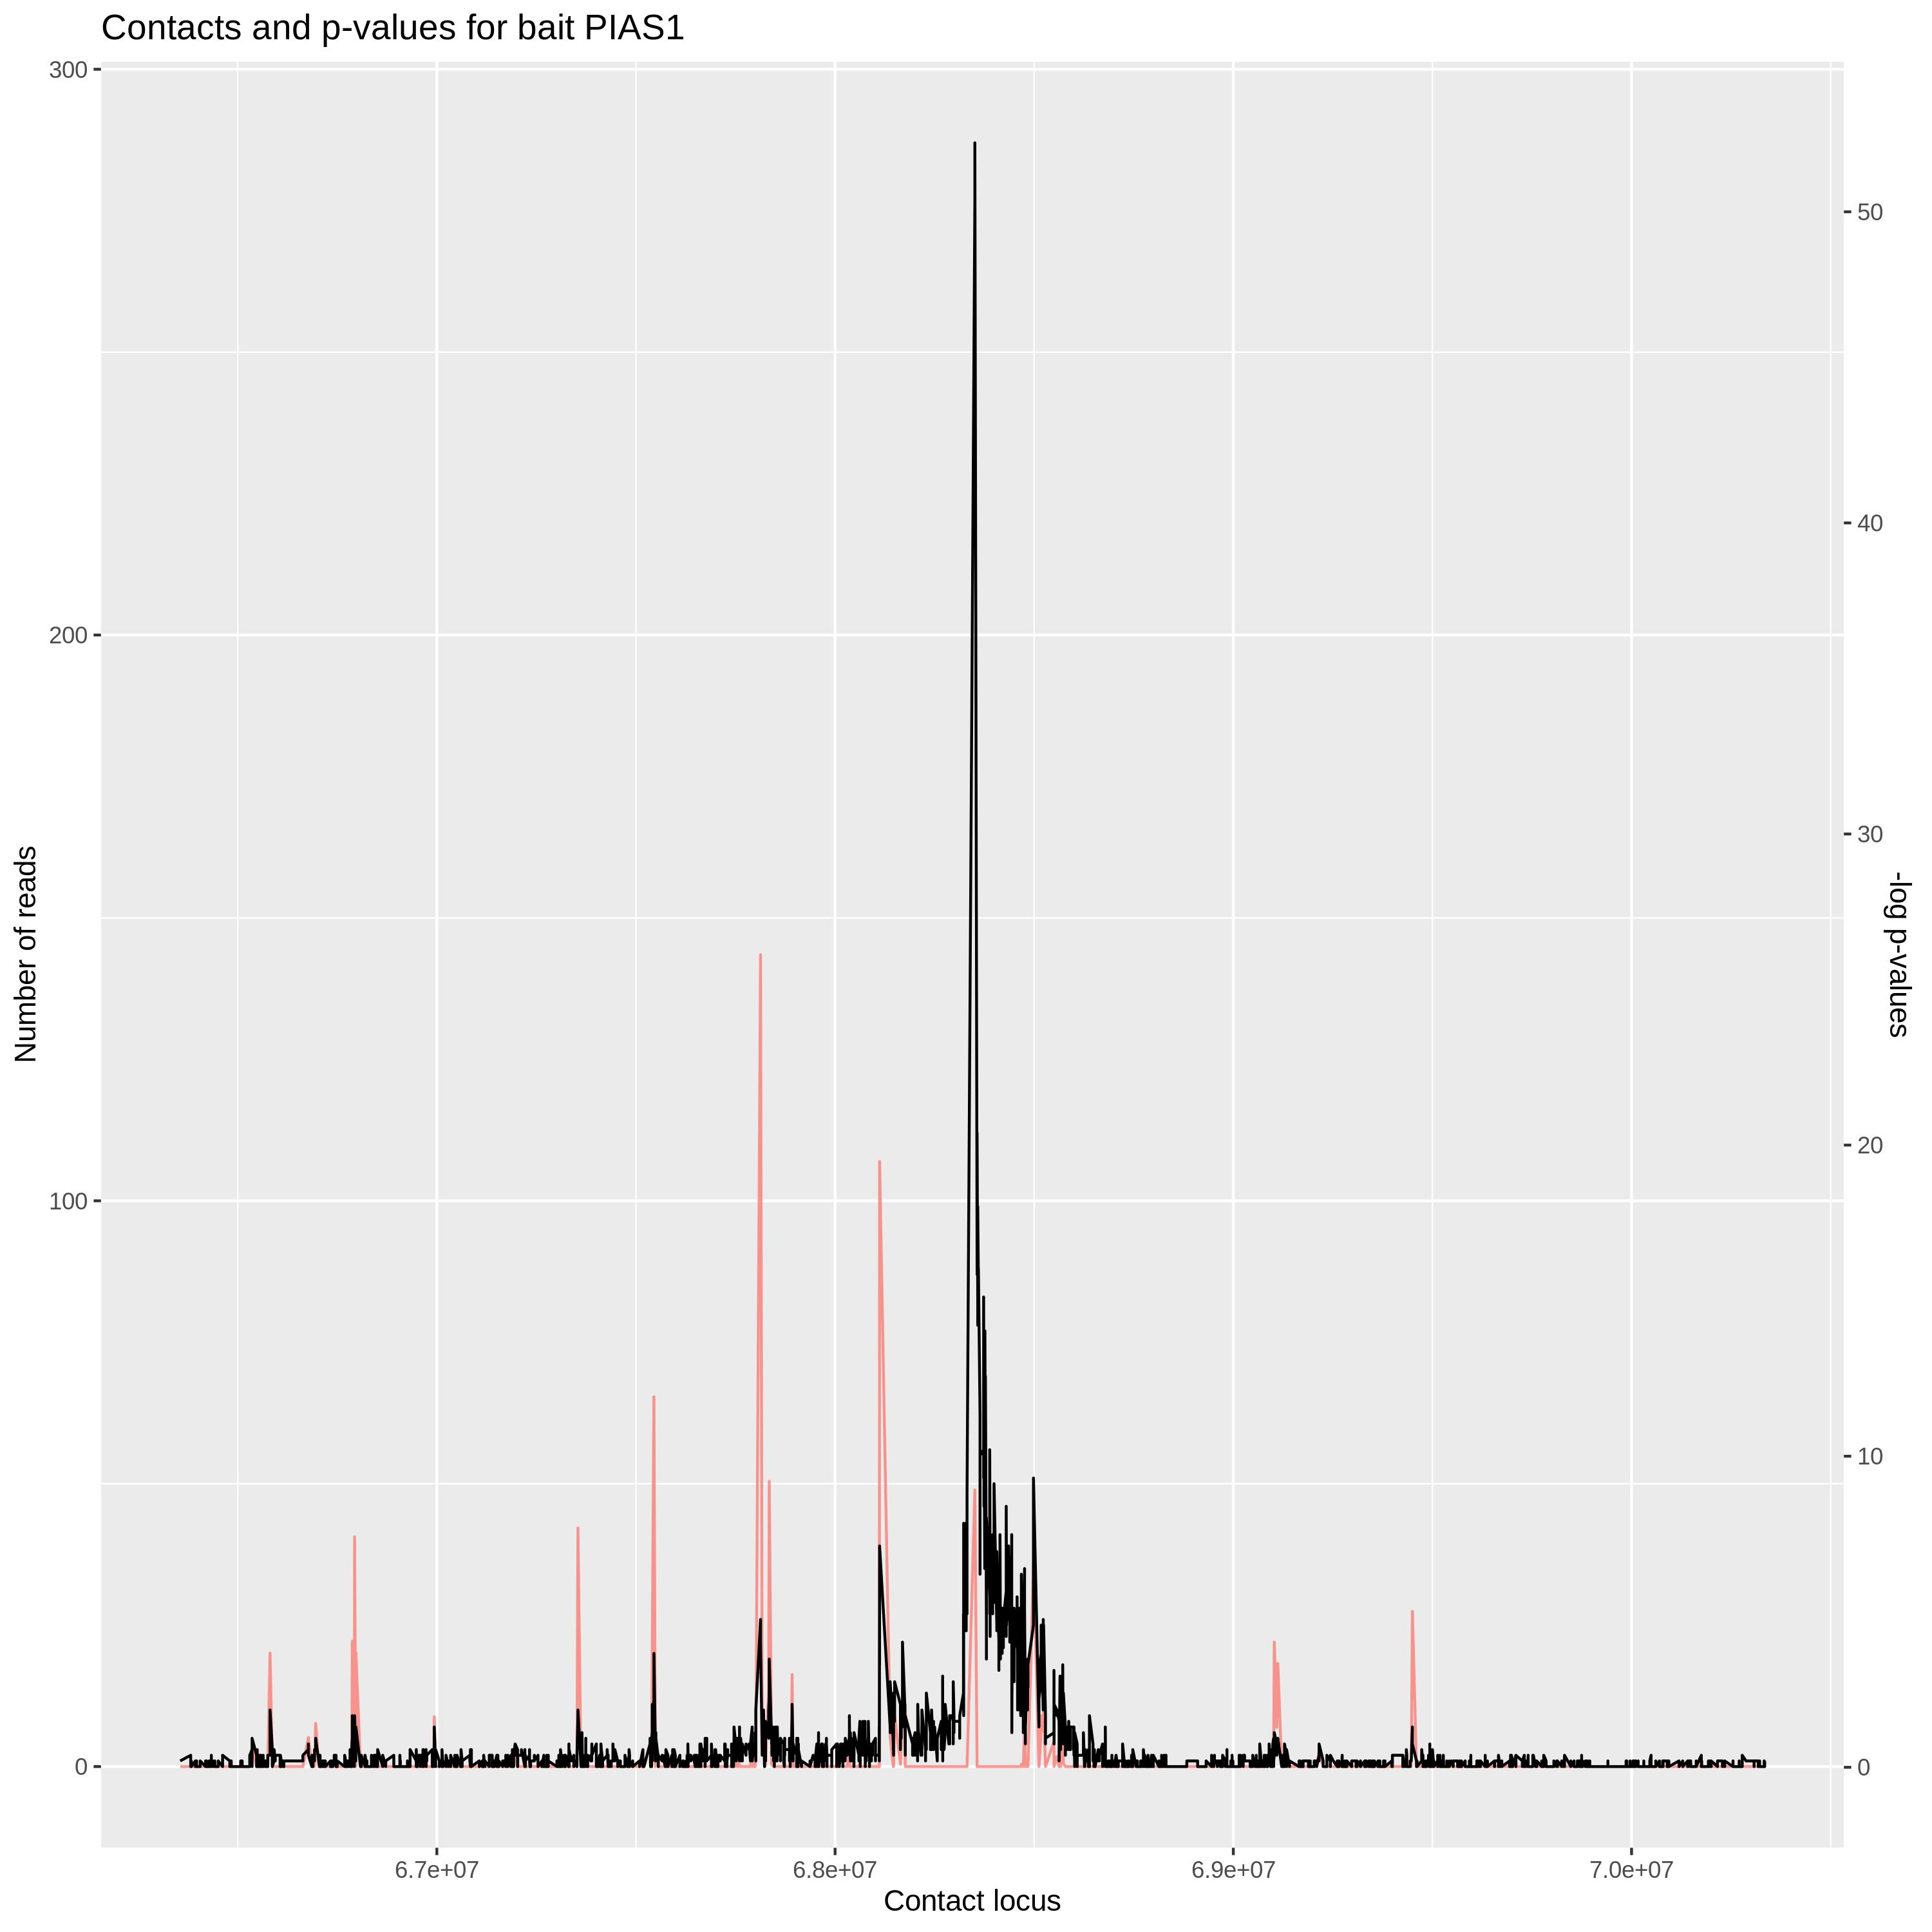 Contacts and p-values for bait PIAS1
300
200
100
0
Number of reads
50
40
30
20
10
0
-log p-values
6.7e+07 6.8e+07 6.9e+07 7.0e+07
Contact locus